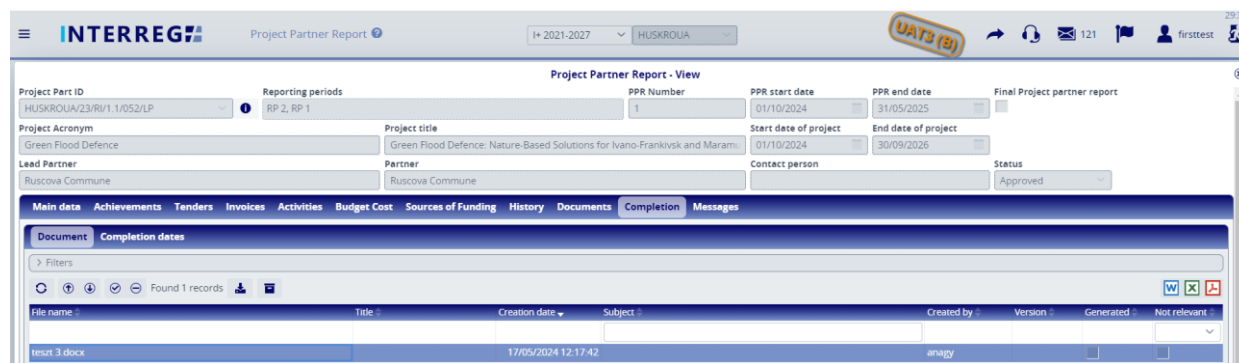 29:
INTERREG Project Partner Report I+ 2021-2027 HUSKROUA UAT3 (B) 121 firsttest
Project Partner Report - View
Project Part ID Reporting periods PPR Number PPR start date PPR end date Final Project partner report
HUSKROUA/23/RI/1.1/052/LP RP 2, RP 1 1 01/10/2024 31/05/2025
Project Acronym Project title Start date of project End date of project
Green Flood Defence Green Flood Defence: Nature-Based Solutions for Ivano-Frankivsk and Maramu 01/10/2024 30/09/2026
Lead Partner Partner Contact person Status
Ruscova Commune Ruscova Commune Approved
Main data Achievements Tenders Invoices Activities Budget Cost Sources of Funding History Documents Completion Messages
Document Completion dates
> Filters
Found 1 records W X
File name Title Creation date Subject Created by Version Generated Not relevant
teszt 3.docx 17/05/2024 12:17:42 anagy